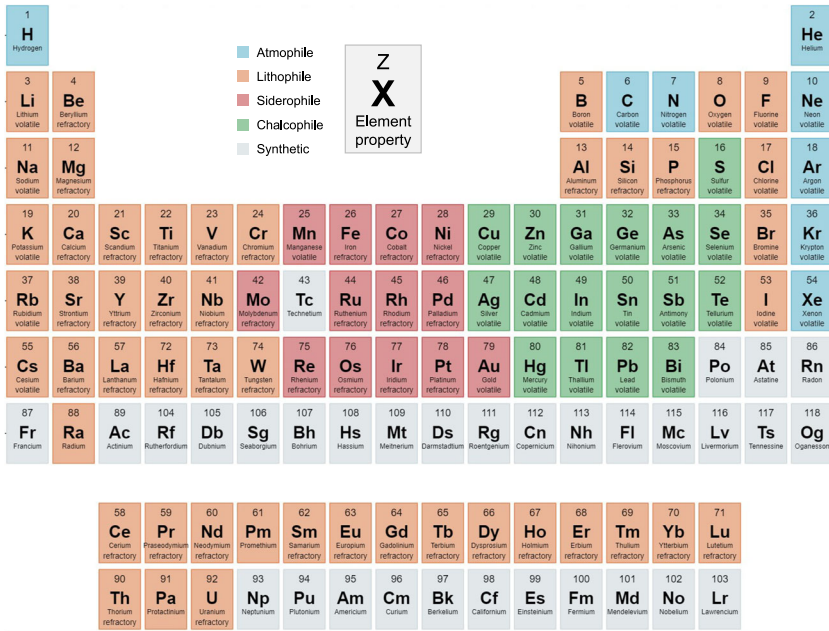 1 2
H He
Hydrogen Helium
Atmophile
Lithophile
Siderophile
Chalcophile
Synthetic
Z
X
Element
property
3 4 5 6 7 8 9 10
Li Be B C N O F Ne
Lithium Beryllium Boron Carbon Nitrogen Oxygen Fluorine Neon
volatile refractory volatile volatile volatile volatile volatile volatile
11 12 13 14 15 16 17 18
Na Mg Al Si P S Cl Ar
Sodium Magnesium Aluminum Silicon Phosphorus Sulfur Chlorine Argon
volatile refractory refractory refractory refractory volatile volatile volatile
19 20 21 22 23 24 25 26 27 28 29 30 31 32 33 34 35 36
K Ca Sc Ti V Cr Mn Fe Co Ni Cu Zn Ga Ge As Se Br Kr
Potassium Calcium Scandium Titanium Vanadium Chromium Manganese Iron Cobalt Nickel Copper Zinc Gallium Germanium Arsenic Selenium Bromine Krypton
volatile refractory refractory refractory refractory refractory volatile refractory refractory refractory volatile volatile volatile volatile volatile volatile volatile volatile
37 38 39 40 41 42 43 44 45 46 47 48 49 50 51 52 53 54
Rb Sr Y Zr Nb Mo Tc Ru Rh Pd Ag Cd In Sn Sb Te I Xe
Rubidium Strontium Yttrium Zirconium Niobium Molybdenum Technetium Ruthenium Rhodium Palladium Silver Cadmium Indium Tin Antimony Tellurium Iodine Xenon
volatile refractory refractory refractory refractory refractory refractory refractory refractory volatile volatile volatile volatile volatile volatile refractory volatile
55 56 57 72 73 74 75 76 77 78 79 80 81 82 83 84 85 86
Cs Ba La Hf Ta W Re Os Ir Pt Au Hg Tl Pb Bi Po At Rn
Cesium Barium Lanthanum Hafnium Tantalum Tungsten Rhenium Osmium Iridium Platinum Gold Mercury Thallium Lead Bismuth Polonium Astatine Radon
volatile refractory refractory refractory refractory refractory refractory refractory refractory refractory volatile volatile volatile volatile volatile
87 88 89 104 105 106 107 108 109 110 111 112 113 114 115 116 117 118
Fr Ra Ac Rf Db Sg Bh Hs Mt Ds Rg Cn Nh Fl Mc Lv Ts Og
Francium Radium Actinium Rutherfordium Dubnium Seaborgium Bohrium Hassium Meitnerium Darmstadtium Roentgenium Copernicium Nihonium Flerovium Moscovium Livermorium Tennessine Oganesson
58 59 60 61 62 63 64 65 66 67 68 69 70 71
Ce Pr Nd Pm Sm Eu Gd Tb Dy Ho Er Tm Yb Lu
Cerium Praseodymium Neodymium Promethium Samarium Europium Gadolinium Terbium Dysprosium Holmium Erbium Thulium Ytterbium Lutetium
refractory refractory refractory refractory refractory refractory refractory refractory refractory refractory refractory refractory refractory refractory
90 91 92 93 94 95 96 97 98 99 100 101 102 103
Th Pa U Np Pu Am Cm Bk Cf Es Fm Md No Lr
Thorium Protactinium Uranium Neptunium Plutonium Americium Curium Berkelium Californium Einsteinium Fermium Mendelevium Nobelium Lawrencium
refractory refractory